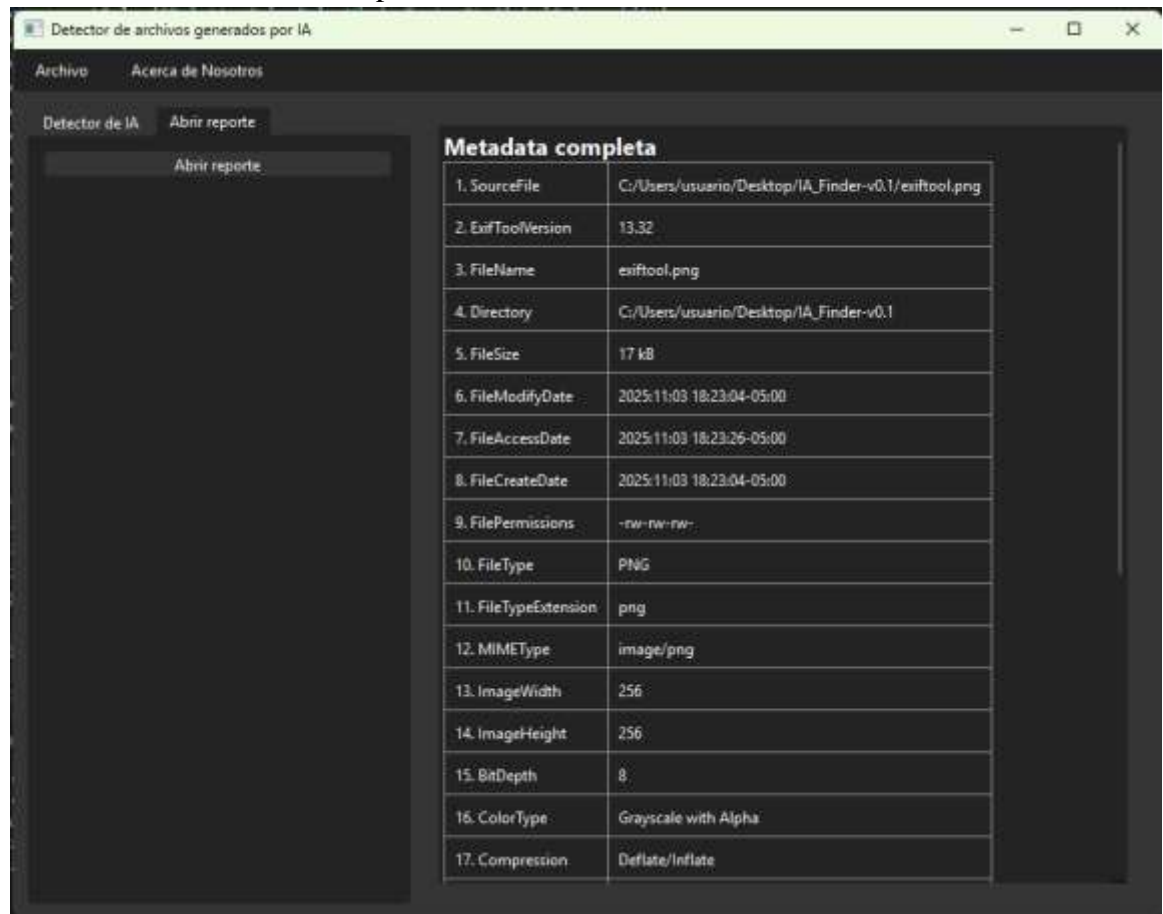 Detector de archivos generados por IA
Archivo Acerca de Nosotros
Detector de IA Abrir reporte
Abrir reporte
Metadata completa
1. SourceFile C:/Users/usuario/Desktop/IA_Finder-v0.1/exiftool.png
2. ExifToolVersion 13.32
3. FileName exiftool.png
4. Directory C:/Users/usuario/Desktop/IA_Finder-v0.1
5. FileSize 17 kB
6. FileModifyDate 2025:11:03 18:23:04-05:00
7. FileAccessDate 2025:11:03 18:23:26-05:00
8. FileCreateDate 2025:11:03 18:23:04-05:00
9. FilePermissions -rw-rw-rw-
10. FileType PNG
11. FileTypeExtension png
12. MIMEType image/png
13. ImageWidth 256
14. ImageHeight 256
15. BitDepth 8
16. ColorType Grayscale with Alpha
17. Compression Deflate/Inflate